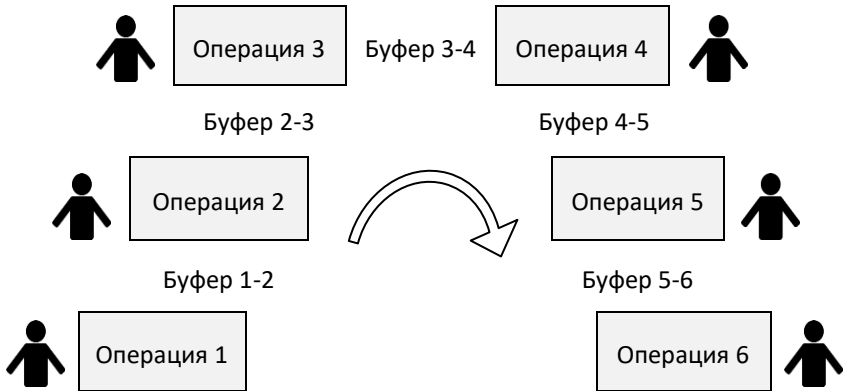 Операция 3
Буфер 3-4
Операция 4
Буфер 2-3
Буфер 4-5
Операция 2
Операция 5
Буфер 1-2
Буфер 5-6
Операция 1
Операция 6